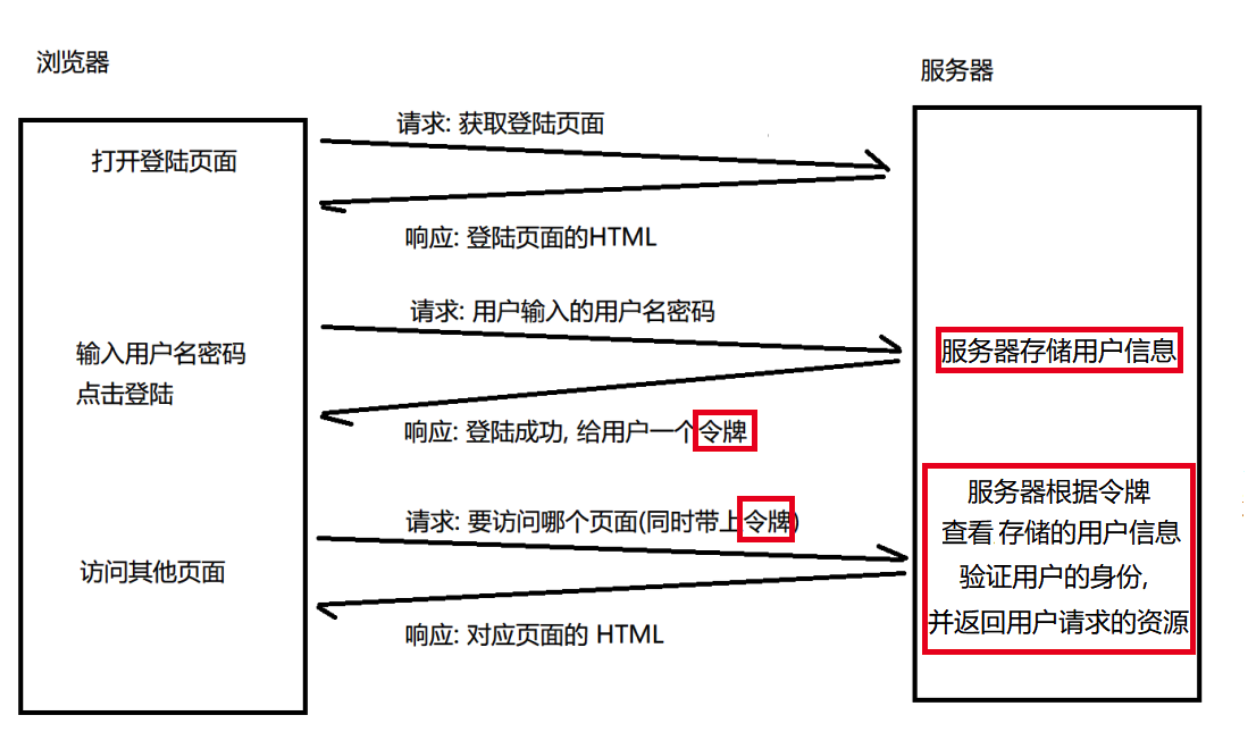 浏览器
服务器
打开登陆页面
请求: 获取登陆页面
响应: 登陆页面的HTML
输入用户名密码
点击登陆
请求: 用户输入的用户名密码
服务器存储用户信息
响应: 登陆成功, 给用户一个令牌
访问其他页面
请求: 要访问哪个页面(同时带上令牌)
服务器根据令牌
查看 存储的用户信息
验证用户的身份,
并返回用户请求的资源
响应: 对应页面的 HTML